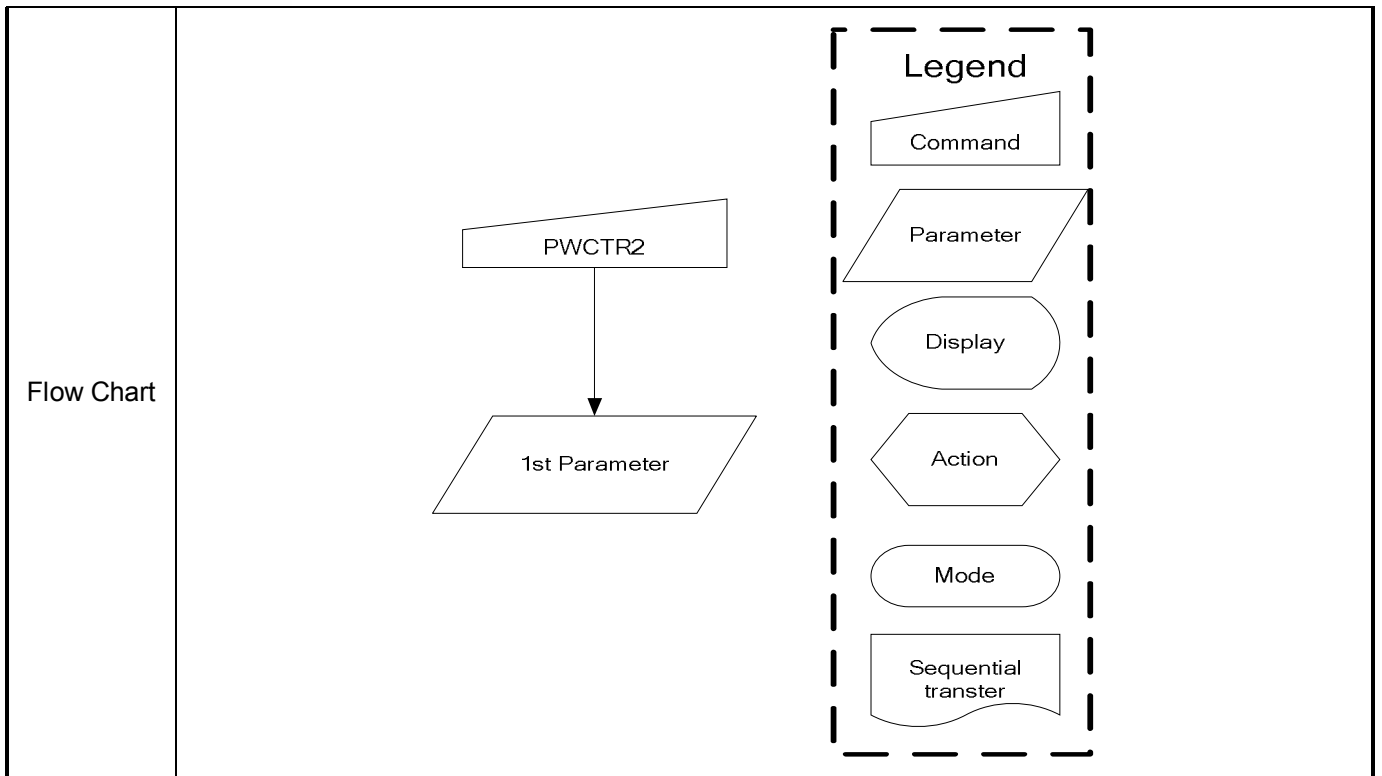 Flow Chart
PWCTR2
1st Parameter
Legend
Command
Parameter
Display
Action
Mode
Sequential
transter